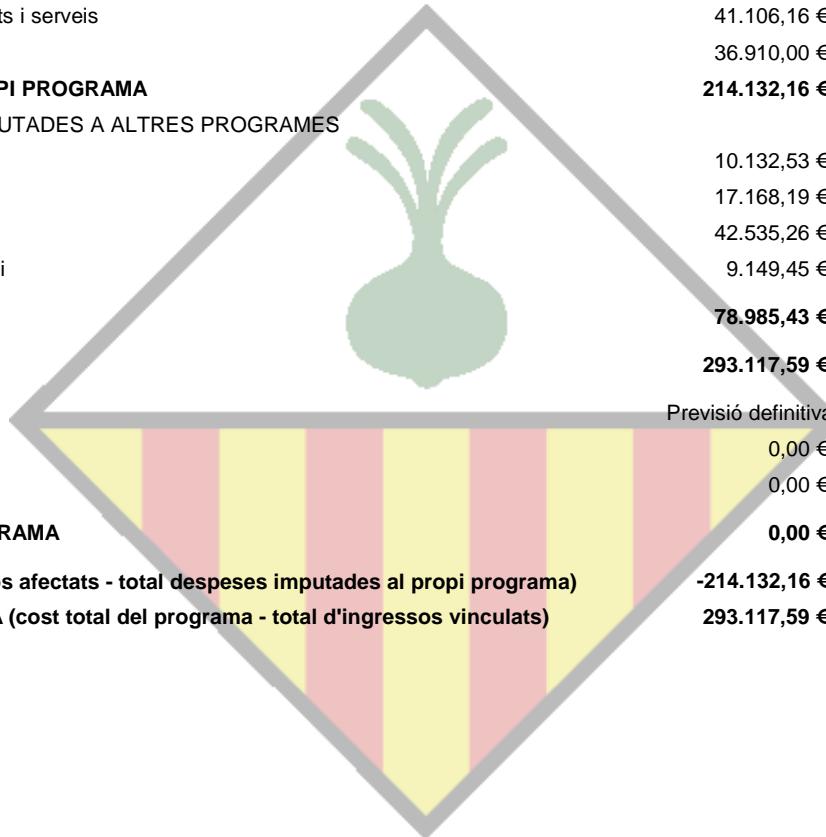 ts i serveis 41.106,16 €
36.910,00 €
PI PROGRAMA 214.132,16 €
UTADES A ALTRES PROGRAMES
10.132,53 €
17.168,19 €
42.535,26 €
i 9.149,45 €
78.985,43 €
293.117,59 €
Previsió definitiva
0,00 €
0,00 €
RAMA 0,00 €
s afectats - total despeses imputades al propi programa) -214.132,16 €
A (cost total del programa - total d'ingressos vinculats) 293.117,59 €